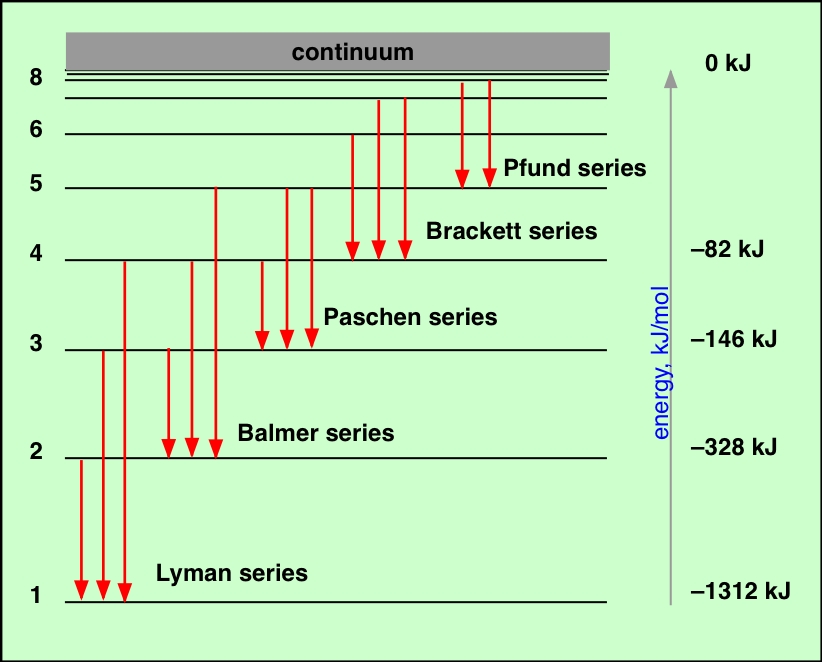 continuum
0 kJ
8
6
Pfund series
5
Brackett series
4
–82 kJ
Paschen series
3
–146 kJ
energy, kJ/mol
Balmer series
2
–328 kJ
Lyman series
1
–1312 kJ